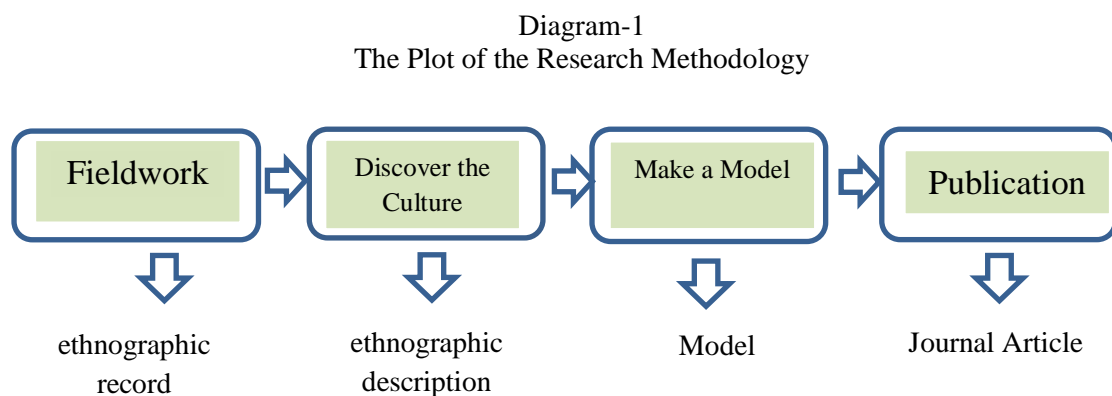 Diagram-1
The Plot of the Research Methodology
Fieldwork
Discover the
Culture
Make a Model
Publication
ethnographic
record
ethnographic
description
Model
Journal Article